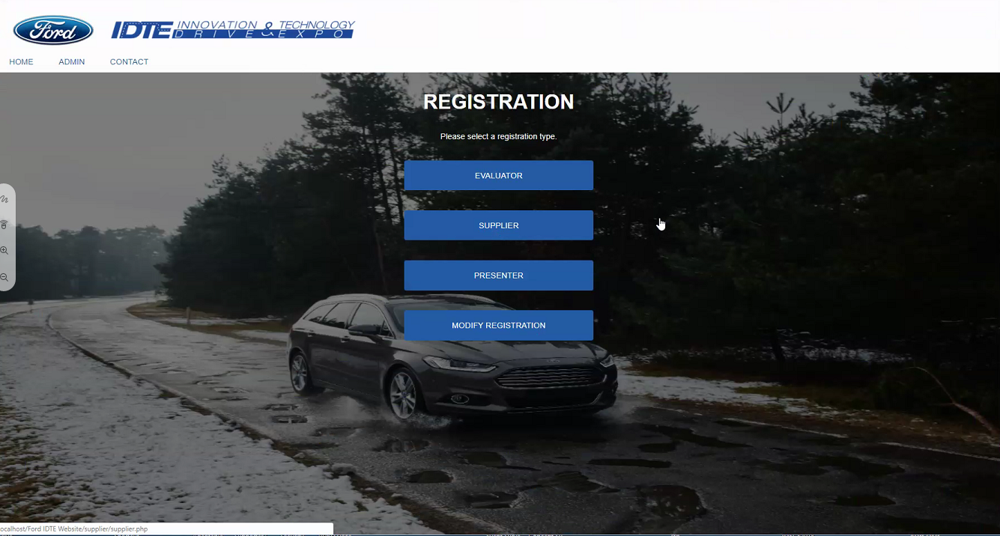 Ford IDTE INNOVATION & TECHNOLOGY
DRIVE & EXPO
HOME ADMIN CONTACT
REGISTRATION
Please select a registration type.
EVALUATOR
SUPPLIER
PRESENTER
MODIFY REGISTRATION
ocalhost/Ford IDTE Website/supplier/supplier.php